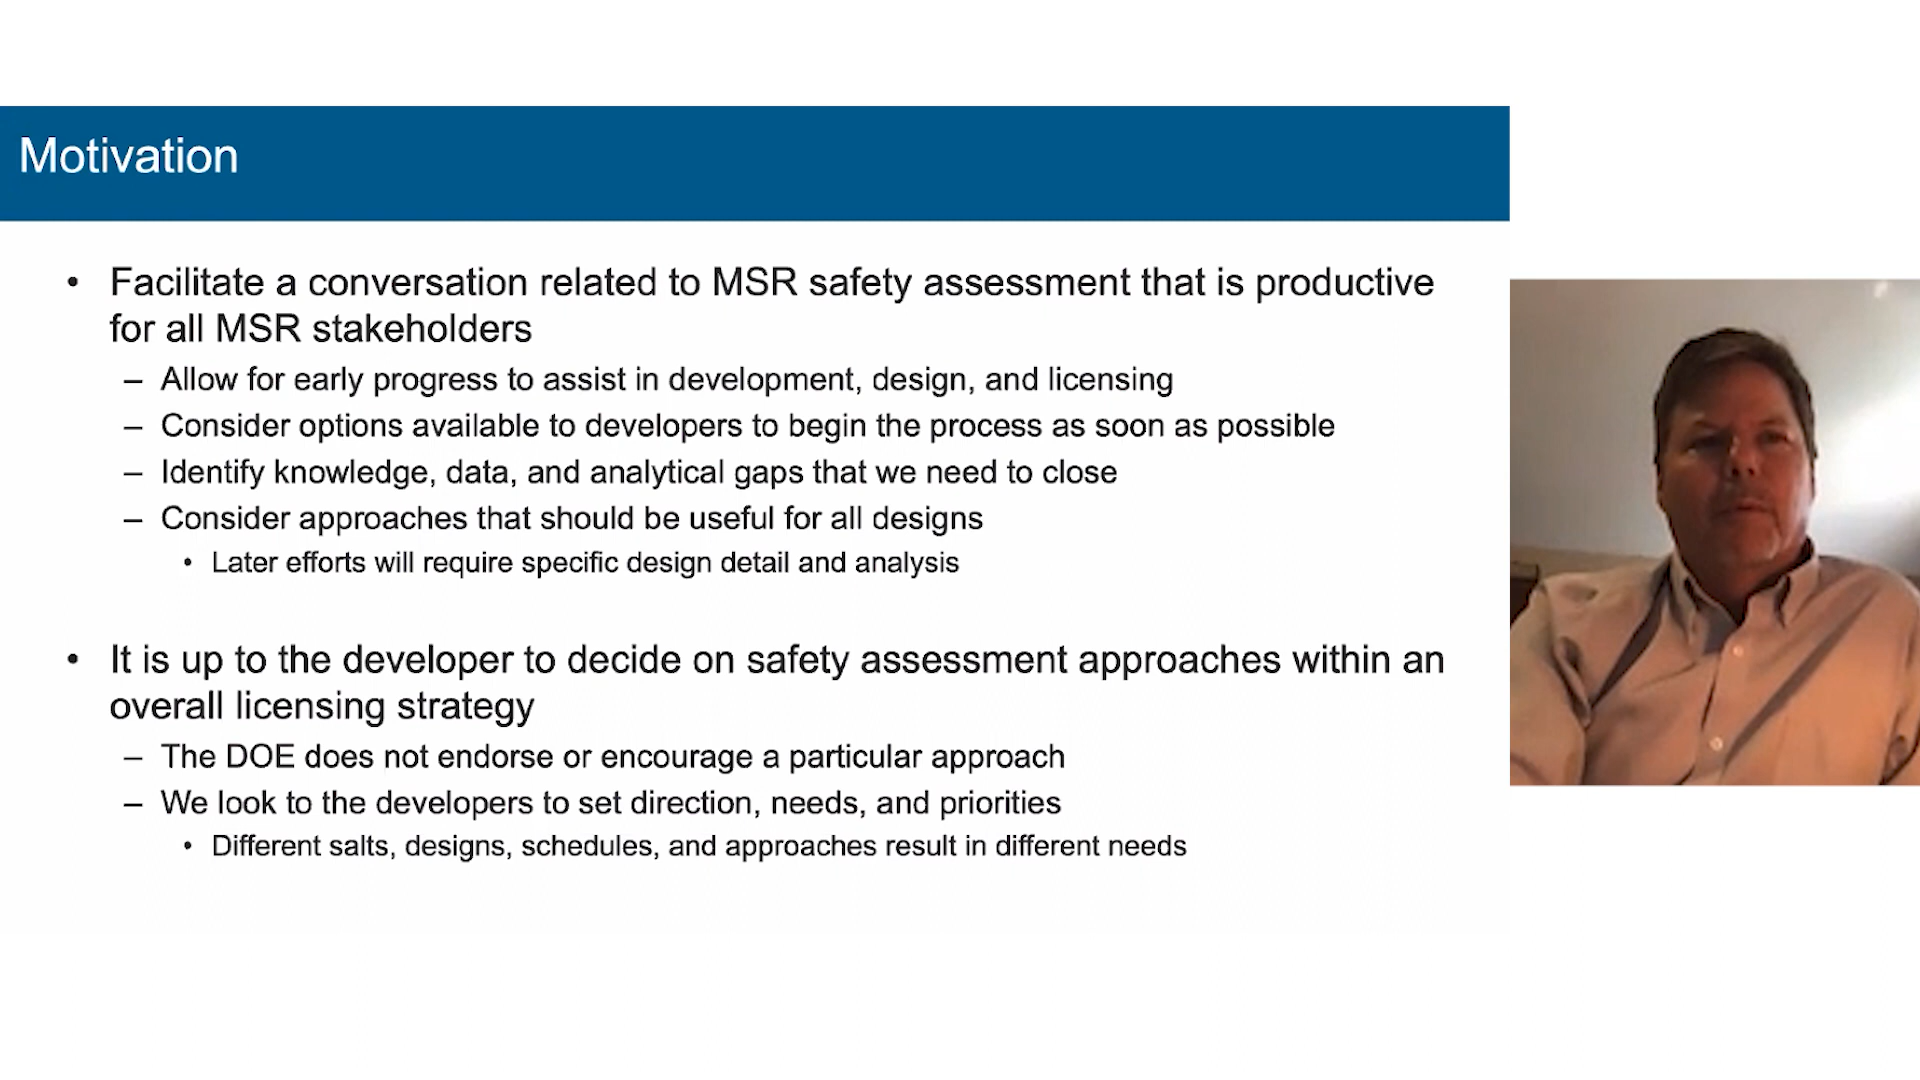 Motivation
• Facilitate a conversation related to MSR safety assessment that is productive
for all MSR stakeholders
– Allow for early progress to assist in development, design, and licensing
– Consider options available to developers to begin the process as soon as possible
– Identify knowledge, data, and analytical gaps that we need to close
– Consider approaches that should be useful for all designs
• Later efforts will require specific design detail and analysis
• It is up to the developer to decide on safety assessment approaches within an
overall licensing strategy
– The DOE does not endorse or encourage a particular approach
– We look to the developers to set direction, needs, and priorities
• Different salts, designs, schedules, and approaches result in different needs